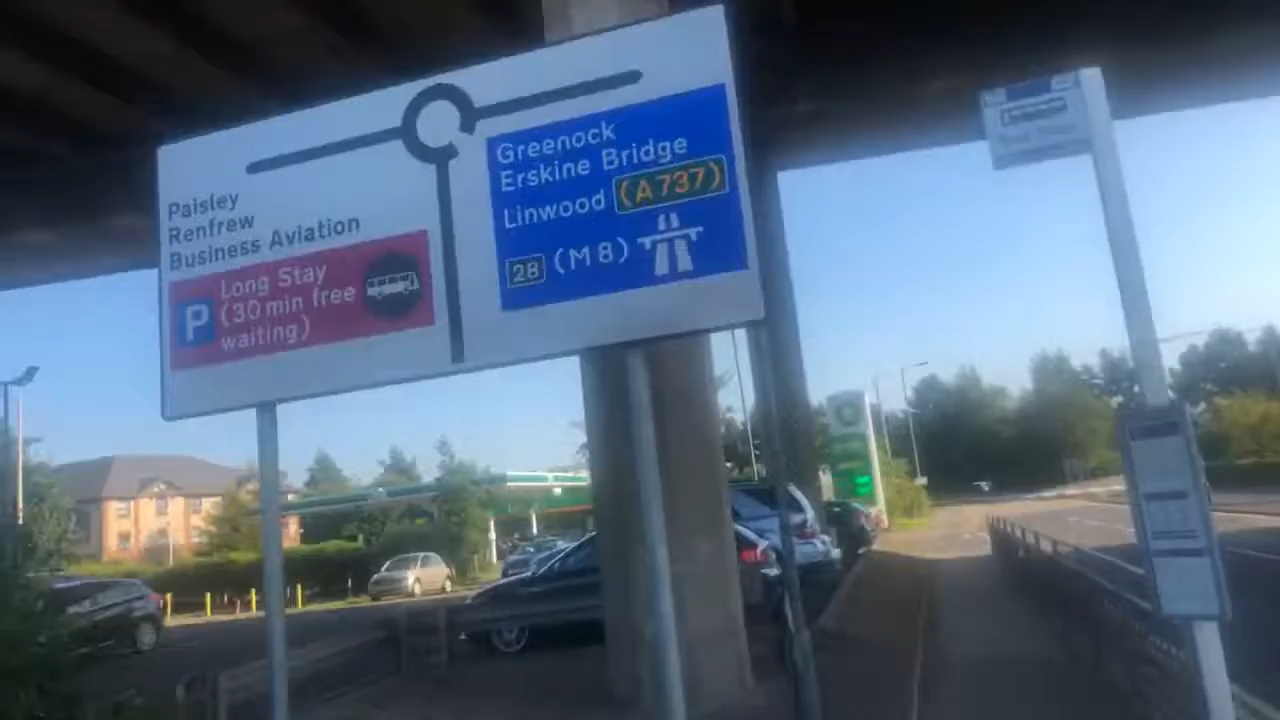 Paisley
Renfrew
Business Aviation
P
Long Stay
(30 min free
waiting)
Greenock
Erskine Bridge
Linwood (A737)
28 (M8)